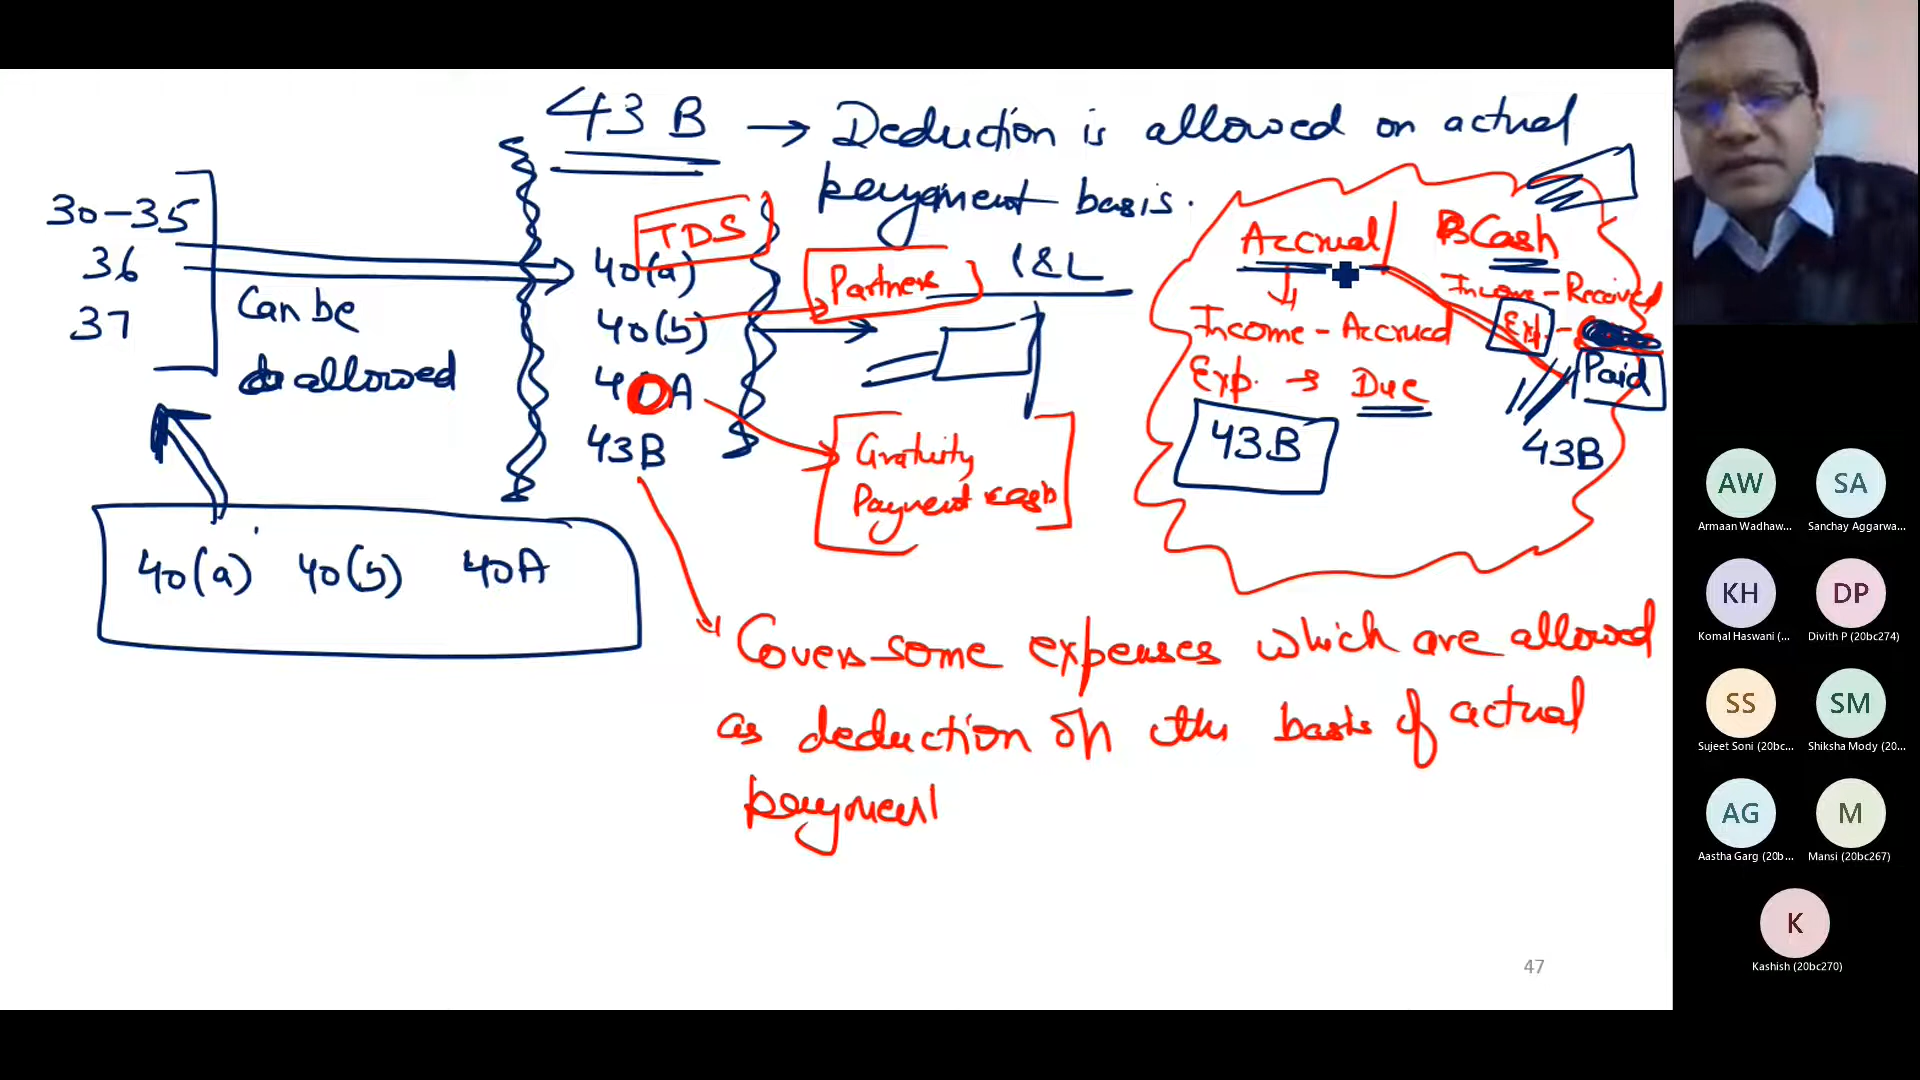 43 B → Deduction is allowed on actual
payment basis.
30-35
36
37
Can be
allowed
TDS
40(a)
40(b)
40A
43B
Partners
Gratuity
Payment cash
Accrual
Income - Accrued
Exp. → Due
43B
Cash
Income - Received
Exp. -
Paid
43B
40(a) 40(b) 40A
Covers some expenses which are allowed
as deduction on the basis of actual
payment
47
AW
Armaan Wadhaw...
SA
Sanchay Aggarwa...
KH
Komal Haswani (...
DP
Divith P (20bc274)
SS
Sujeet Soni (20bc...
SM
Shiksha Mody (20...
AG
Aastha Garg (20b...
M
Mansi (20bc267)
K
Kashish (20bc270)